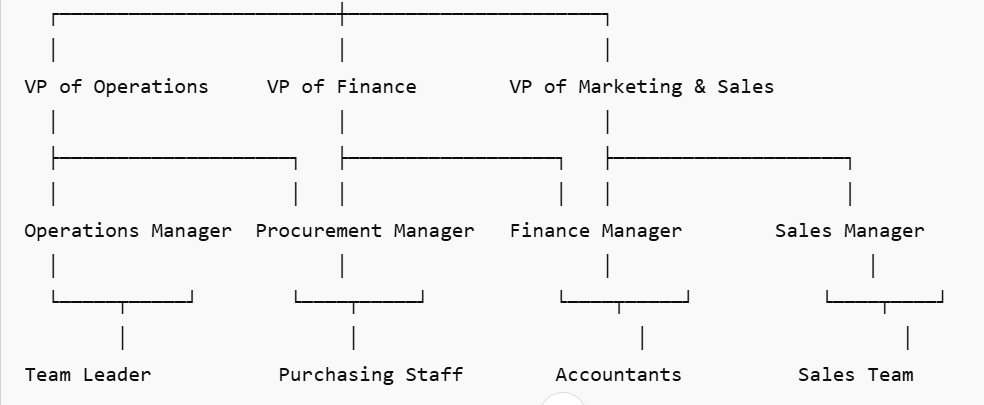 VP of Operations VP of Finance VP of Marketing & Sales
Operations Manager Procurement Manager Finance Manager Sales Manager
Team Leader Purchasing Staff Accountants Sales Team